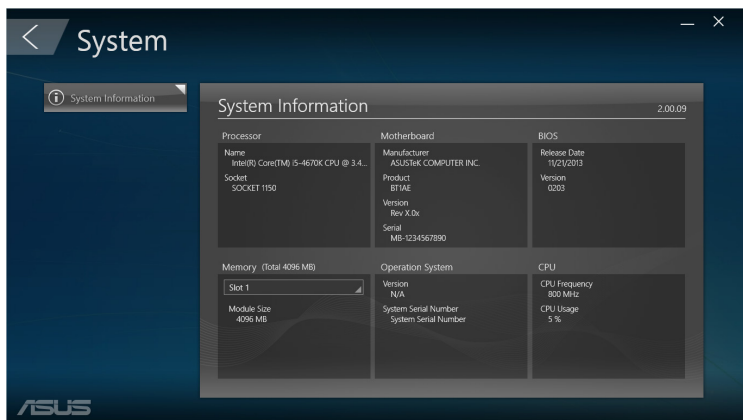 System
System Information
System Information
2.00.09
Processor
Name
Intel(R) Core(TM) i5-4670K CPU @ 3.4...
Socket
SOCKET 1150
Motherboard
Manufacturer
ASUSTeK COMPUTER INC.
Product
BT1AE
Version
Rev X.0x
Serial
MB-1234567890
BIOS
Release Date
11/21/2013
Version
0203
Memory (Total 4096 MB)
Slot 1
Module Size
4096 MB
Operation System
Version
N/A
System Serial Number
System Serial Number
CPU
CPU Frequency
800 MHz
CPU Usage
5 %
ASUS